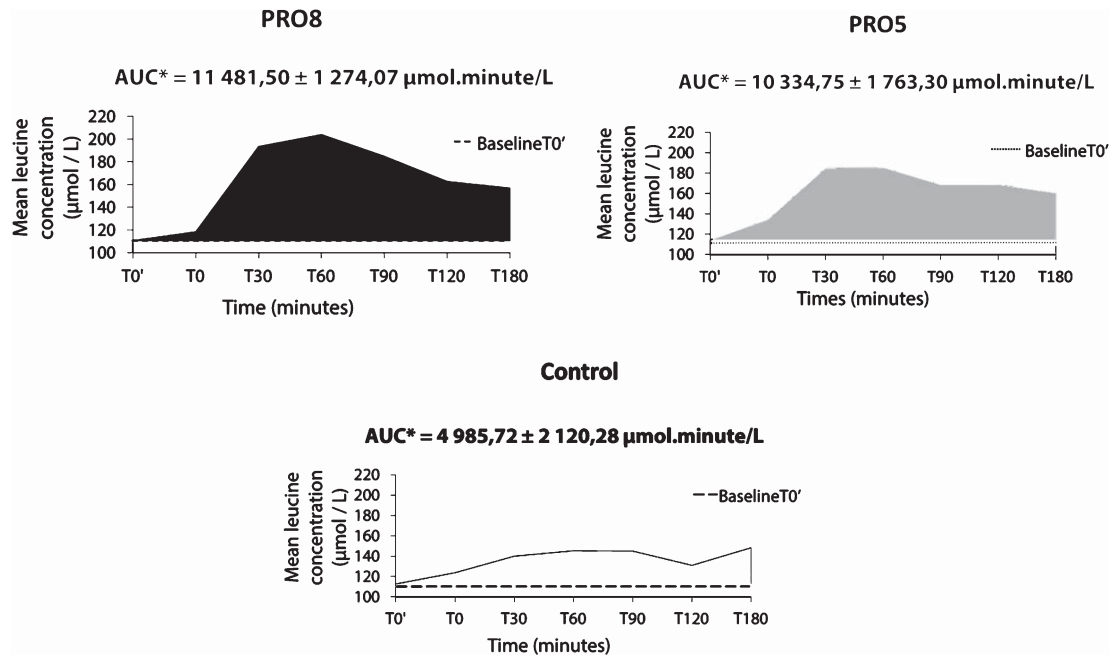 PRO8
AUC* = 11 481,50 ± 1 274,07 µmol.minute/L
Mean leucine
concentration
(µmol / L)
220
200
180
160
140
120
100
BaselineT0'
T0' T0 T30 T60 T90 T120 T180
Time (minutes)
PRO5
AUC* = 10 334,75 ± 1 763,30 µmol.minute/L
Mean leucine
concentration
(µmol / L)
220
200
180
160
140
120
100
BaselineT0'
T0' T0 T30 T60 T90 T120 T180
Times (minutes)
Control
AUC* = 4 985,72 ± 2 120,28 µmol.minute/L
Mean leucine
concentration
(µmol / L)
220
200
180
160
140
120
100
BaselineT0'
T0' T0 T30 T60 T90 T120 T180
Time (minutes)